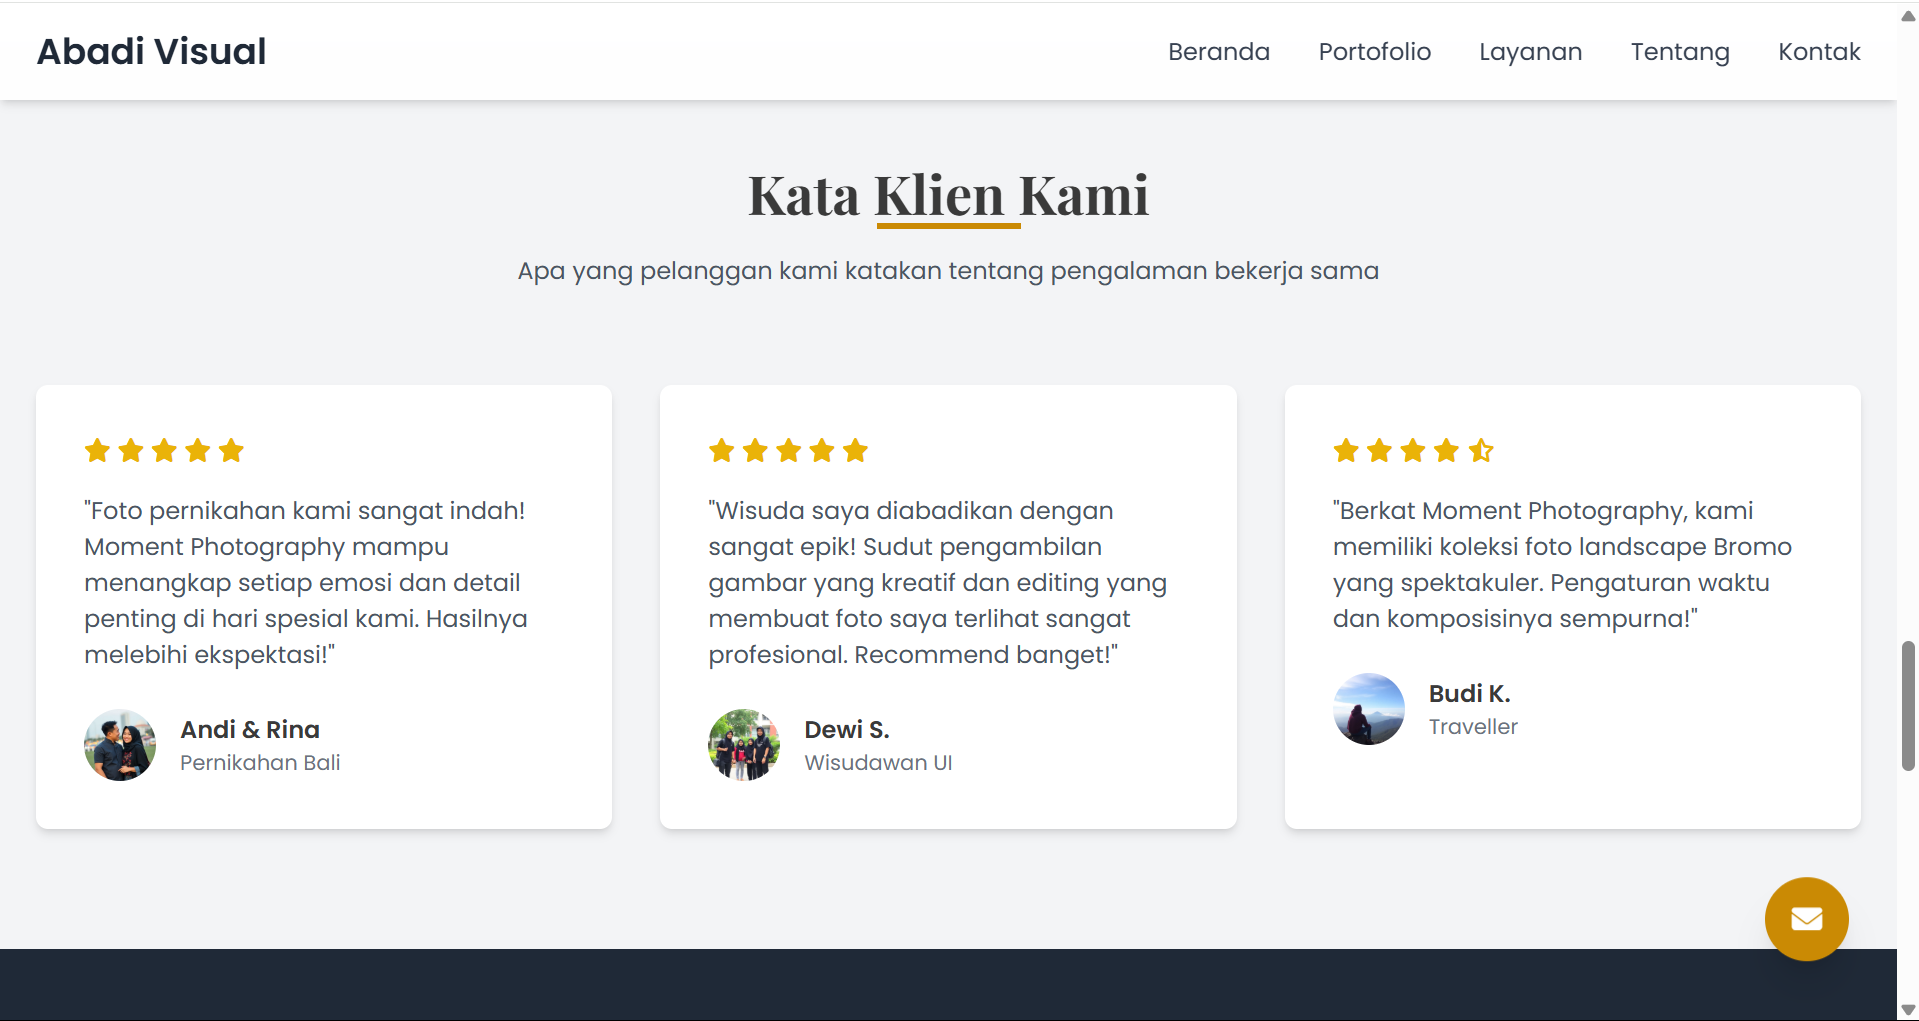 Abadi Visual
Beranda
Portofolio
Layanan
Tentang
Kontak
Kata Klien Kami
Apa yang pelanggan kami katakan tentang pengalaman bekerja sama
"Foto pernikahan kami sangat indah!
Moment Photography mampu
menangkap setiap emosi dan detail
penting di hari spesial kami. Hasilnya
melebihi ekspektasi!"
Andi & Rina
Pernikahan Bali
"Wisuda saya diabadikan dengan
sangat epik! Sudut pengambilan
gambar yang kreatif dan editing yang
membuat foto saya terlihat sangat
profesional. Recommend banget!"
Dewi S.
Wisudawan UI
"Berkat Moment Photography, kami
memiliki koleksi foto landscape Bromo
yang spektakuler. Pengaturan waktu
dan komposisinya sempurna!"
Budi K.
Traveller